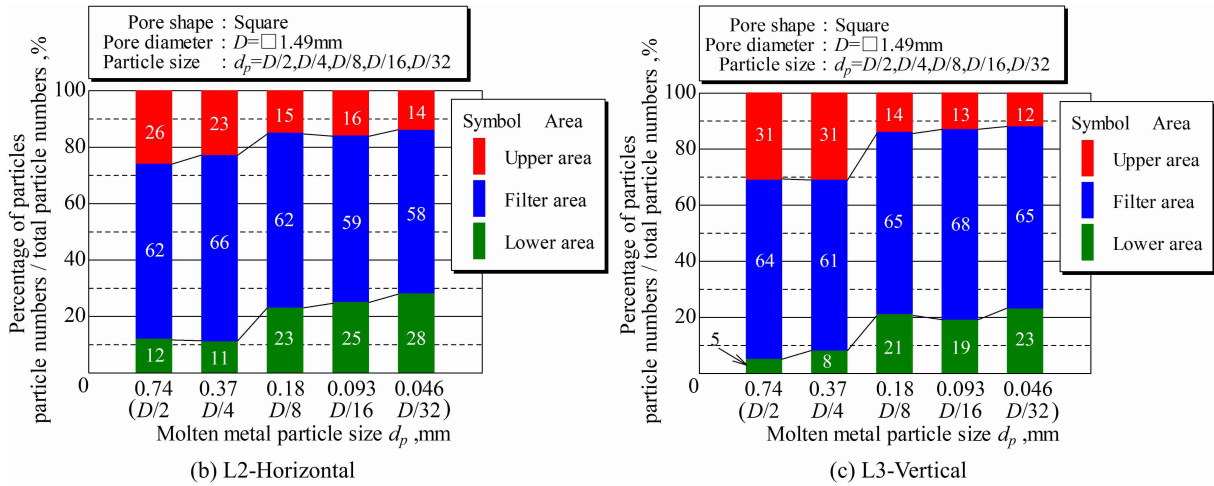 Pore shape : Square
Pore diameter : D=□1.49mm
Particle size : dp=D/2,D/4,D/8,D/16,D/32
Percentage of particles
particle numbers / total particle numbers ,%
100
80
60
40
20
0
26 23 15 16 14
62 66 62 59 58
12 11 23 25 28
Symbol Area
Upper area
Filter area
Lower area
0.74 0.37 0.18 0.093 0.046
(D/2 D/4 D/8 D/16 D/32)
Molten metal particle size dp ,mm
(b) L2-Horizontal
Pore shape : Square
Pore diameter : D=□1.49mm
Particle size : dp=D/2,D/4,D/8,D/16,D/32
Percentage of particles
particle numbers / total particle numbers ,%
100
80
60
40
20
0
31 31 14 13 12
64 61 65 68 65
5 8 21 19 23
Symbol Area
Upper area
Filter area
Lower area
0.74 0.37 0.18 0.093 0.046
(D/2 D/4 D/8 D/16 D/32)
Molten metal particle size dp ,mm
(c) L3-Vertical